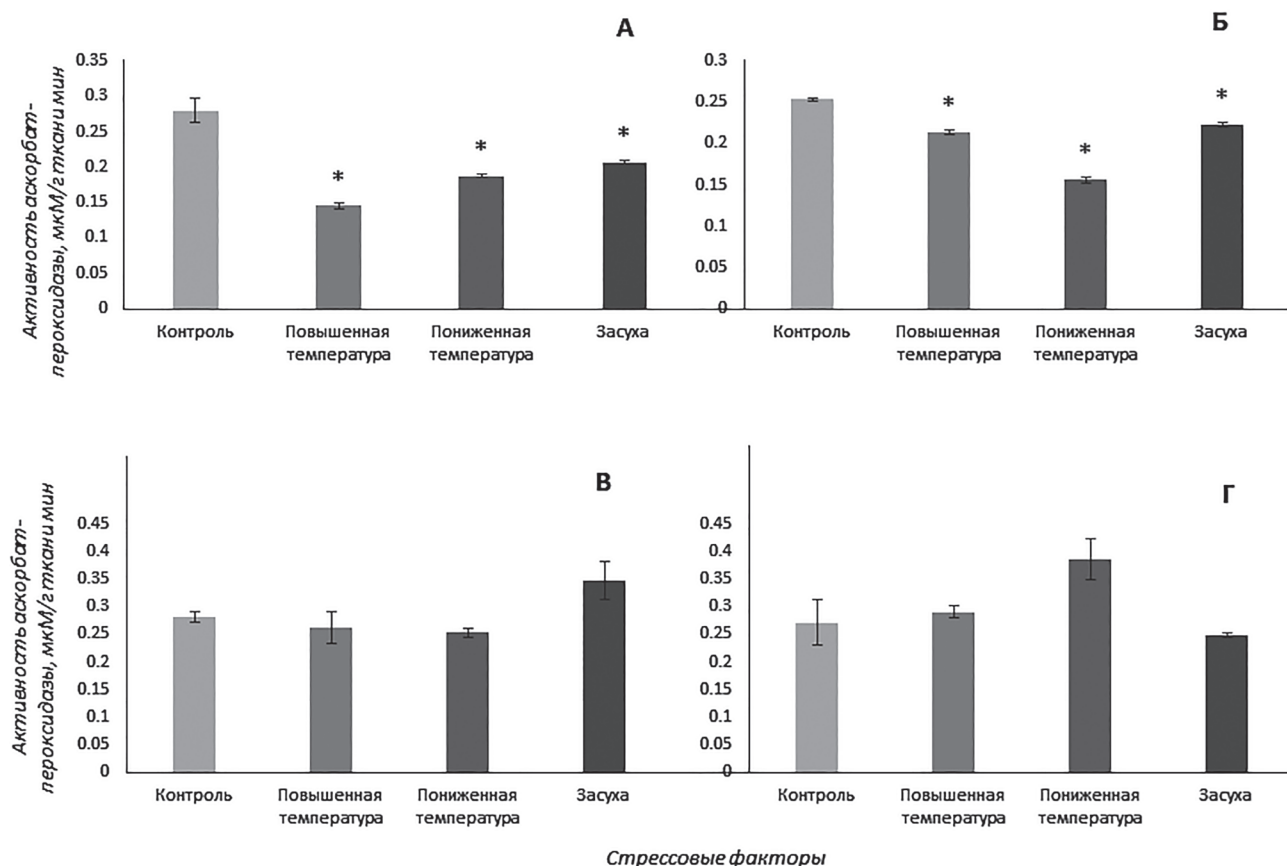 А
Активность аскорбат-
пероксидазы, мкМ/г ткани мин
0.35
0.3
0.25
0.2
0.15
0.1
0.05
0
*
*
*
Контроль
Повышенная
температура
Пониженная
температура
Засуха
Б
0.3
0.25
0.2
0.15
0.1
0.05
0
*
*
*
Контроль
Повышенная
температура
Пониженная
температура
Засуха
В
Активность аскорбат-
пероксидазы, мкМ/г ткани мин
0.45
0.4
0.35
0.3
0.25
0.2
0.15
0.1
0.05
0
Контроль
Повышенная
температура
Пониженная
температура
Засуха
Г
0.45
0.4
0.35
0.3
0.25
0.2
0.15
0.1
0.05
0
Контроль
Повышенная
температура
Пониженная
температура
Засуха
Стрессовые факторы